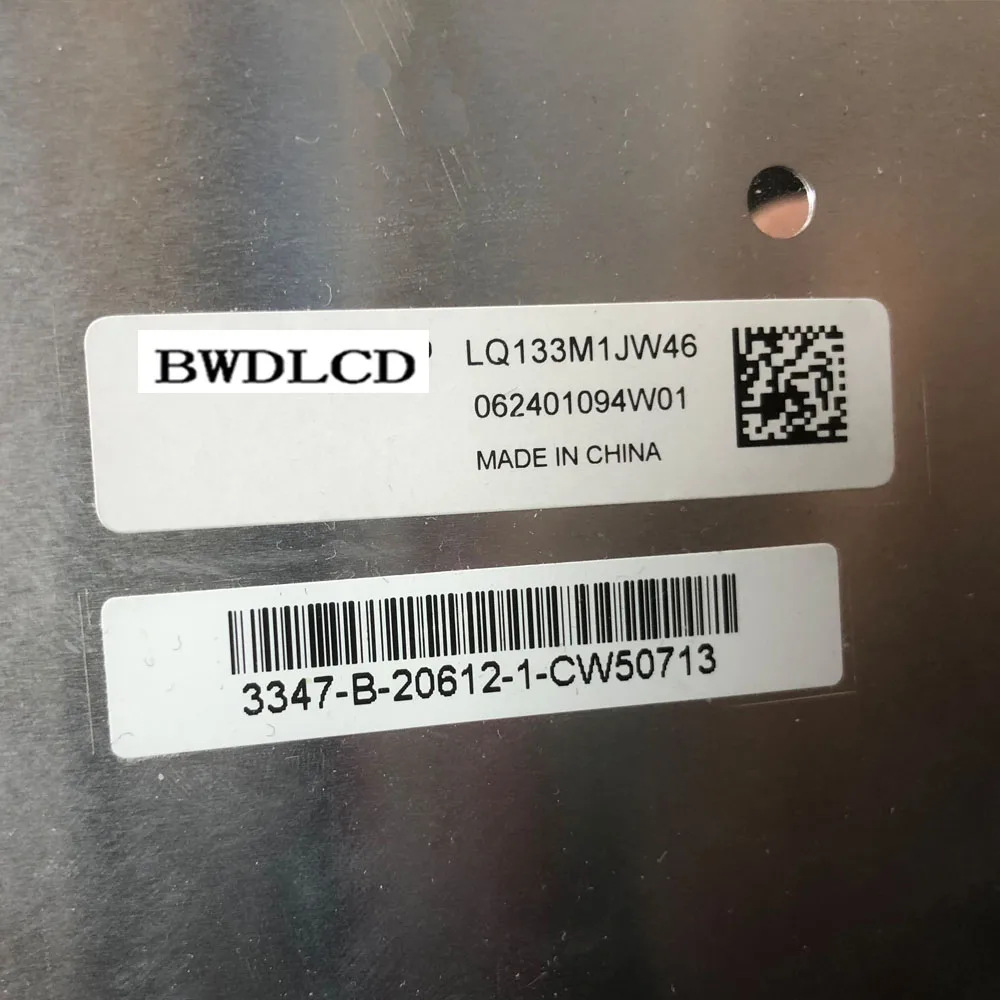 BWDLCD
LQ133M1JW46
062401094W01
MADE IN CHINA
3347-B-20612-1-CW50713